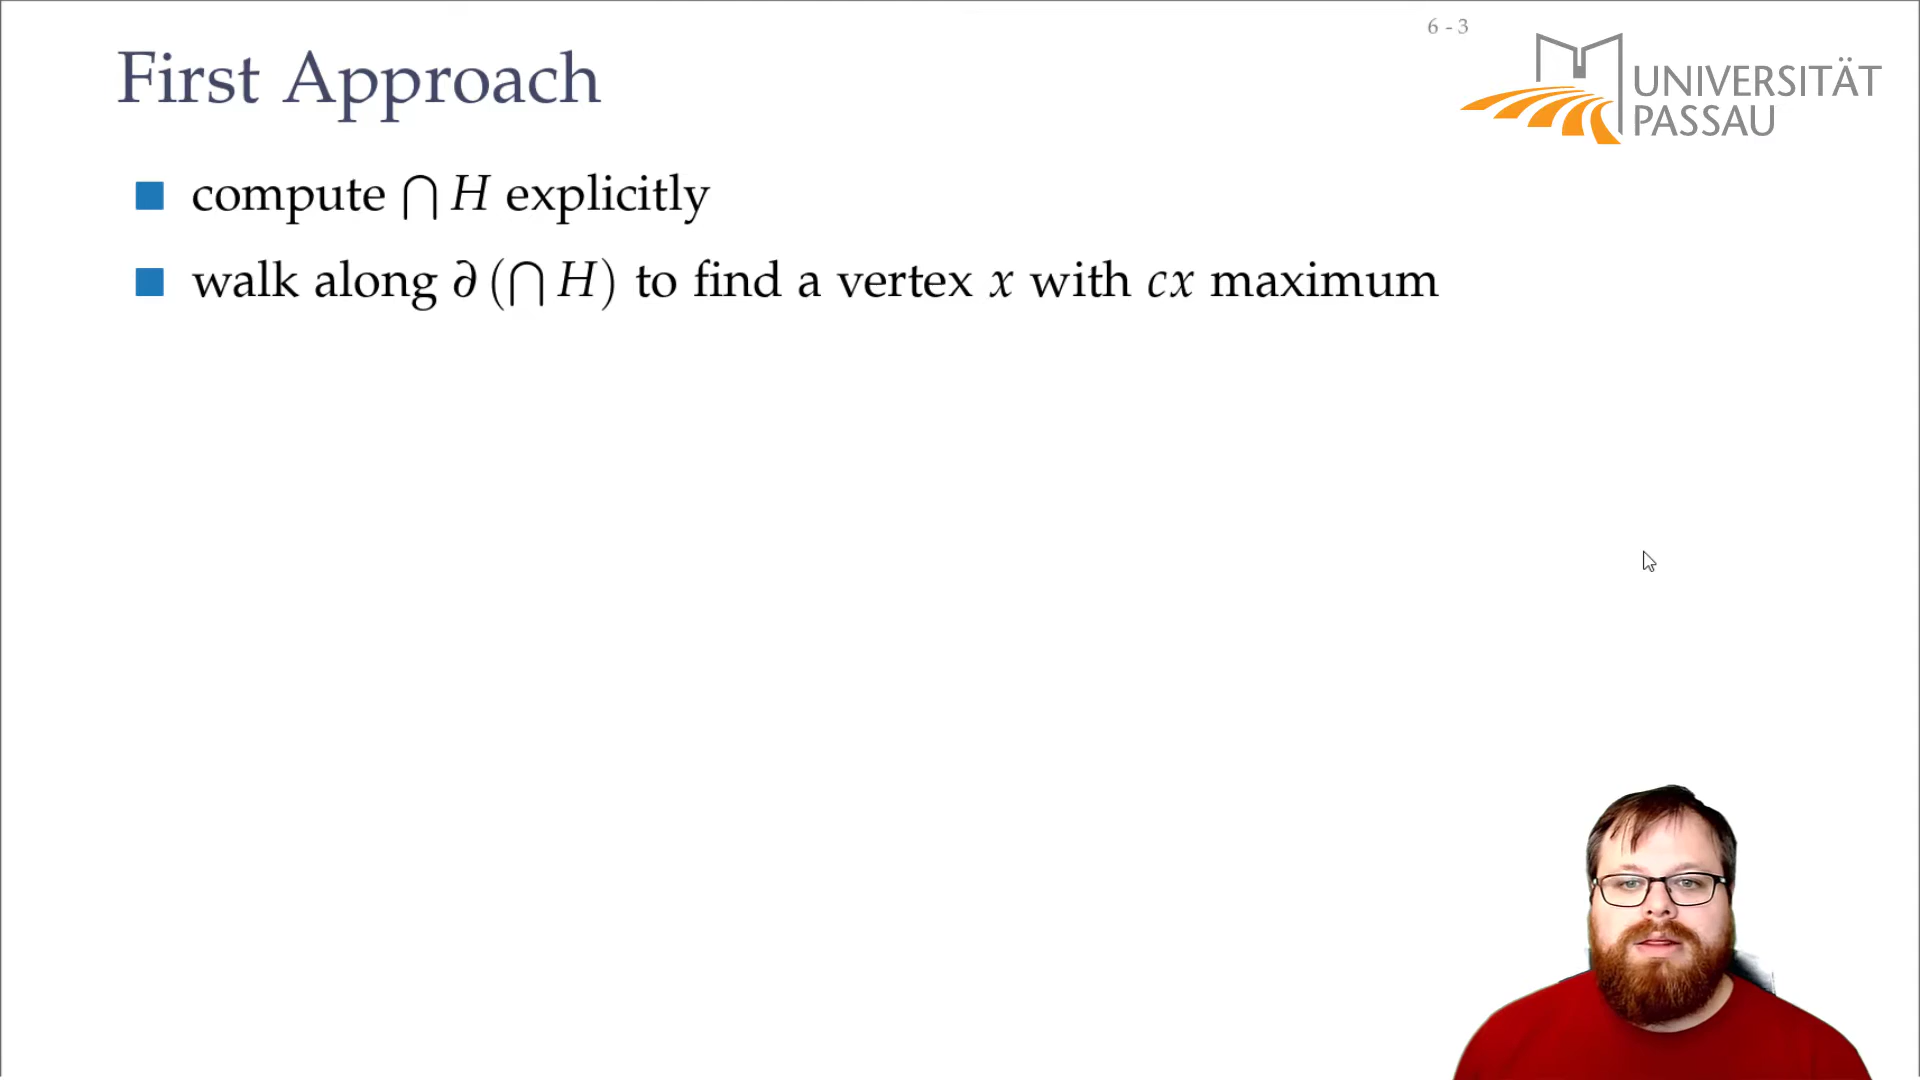 6 - 3
First Approach
UNIVERSITÄT
PASSAU
compute ⋂ H explicitly
walk along ∂ (⋂ H) to find a vertex x with cx maximum